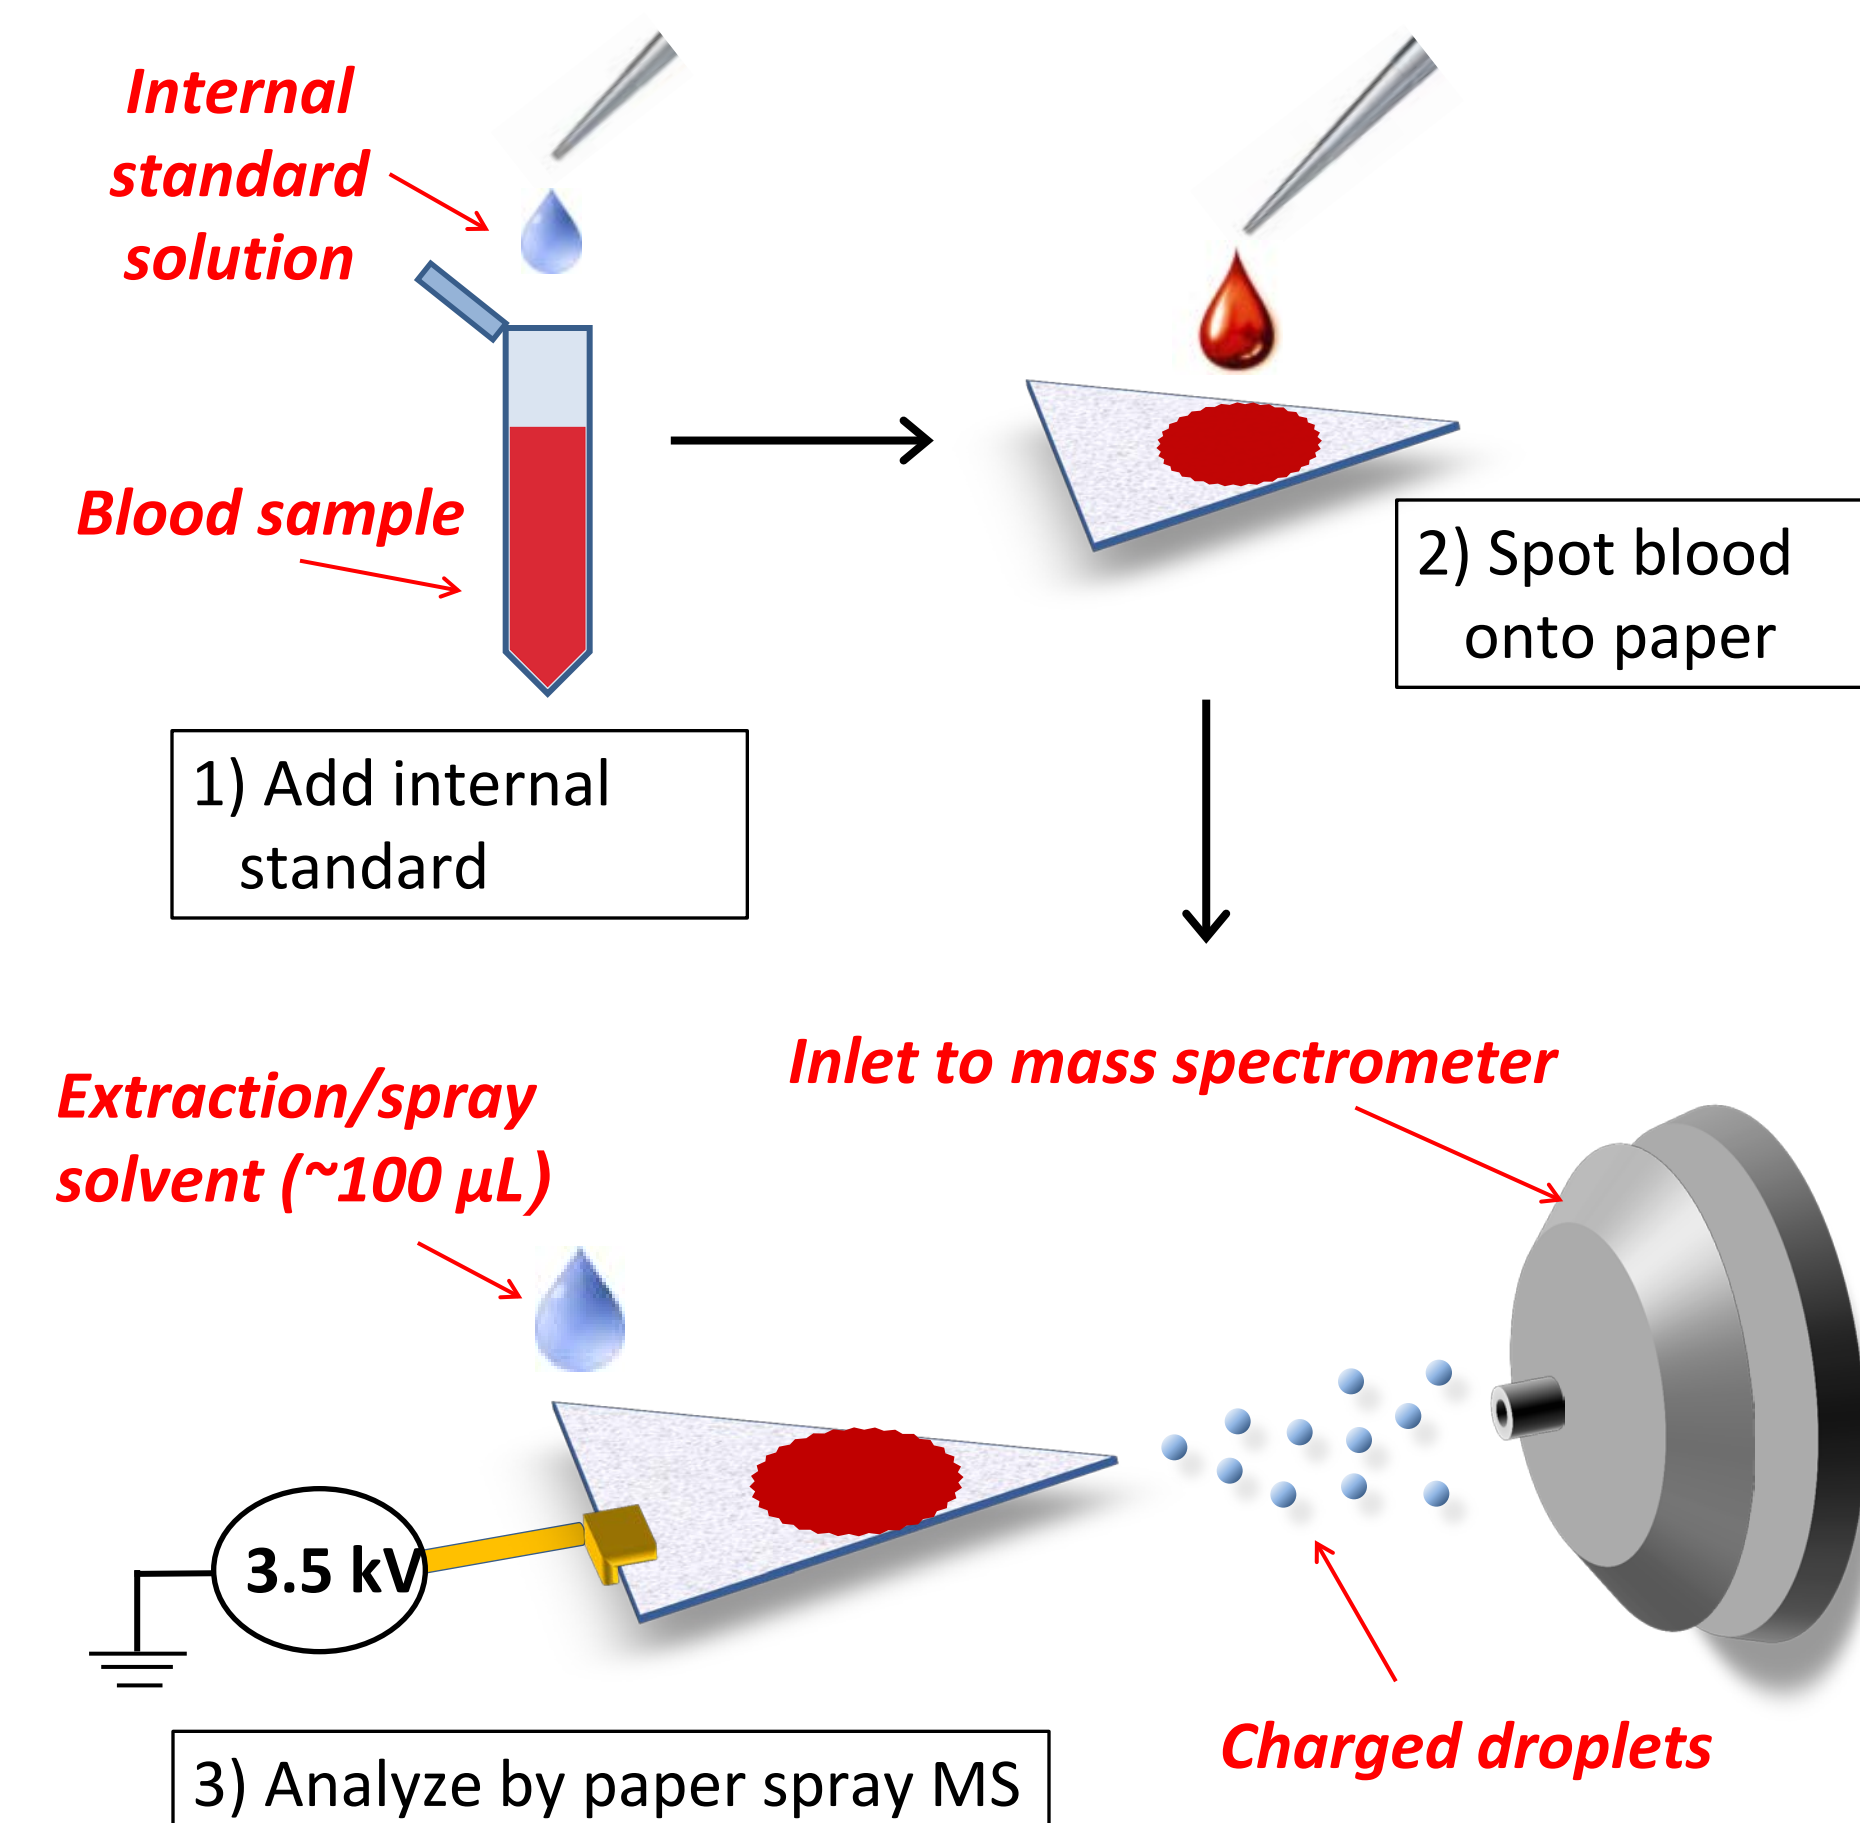 Internal
standard
solution
Blood sample
1) Add internal
standard
2) Spot blood
onto paper
Inlet to mass spectrometer
Extraction/spray
solvent (~100 µL)
3.5 kV
Charged droplets
3) Analyze by paper spray MS